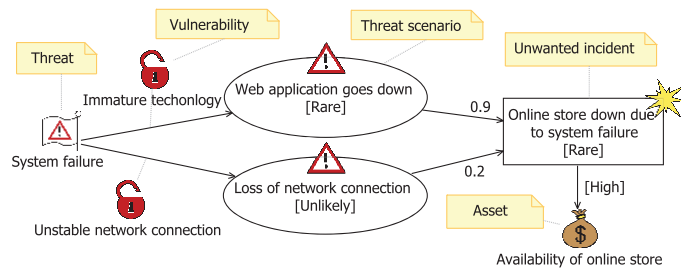 Vulnerability
Threat scenario
Unwanted incident
Threat
Immature techonlogy
Web application goes down
[Rare]
0.9
Online store down due
to system failure
[Rare]
System failure
Loss of network connection
[Unlikely]
0.2
[High]
Unstable network connection
Asset
$
Availability of online store